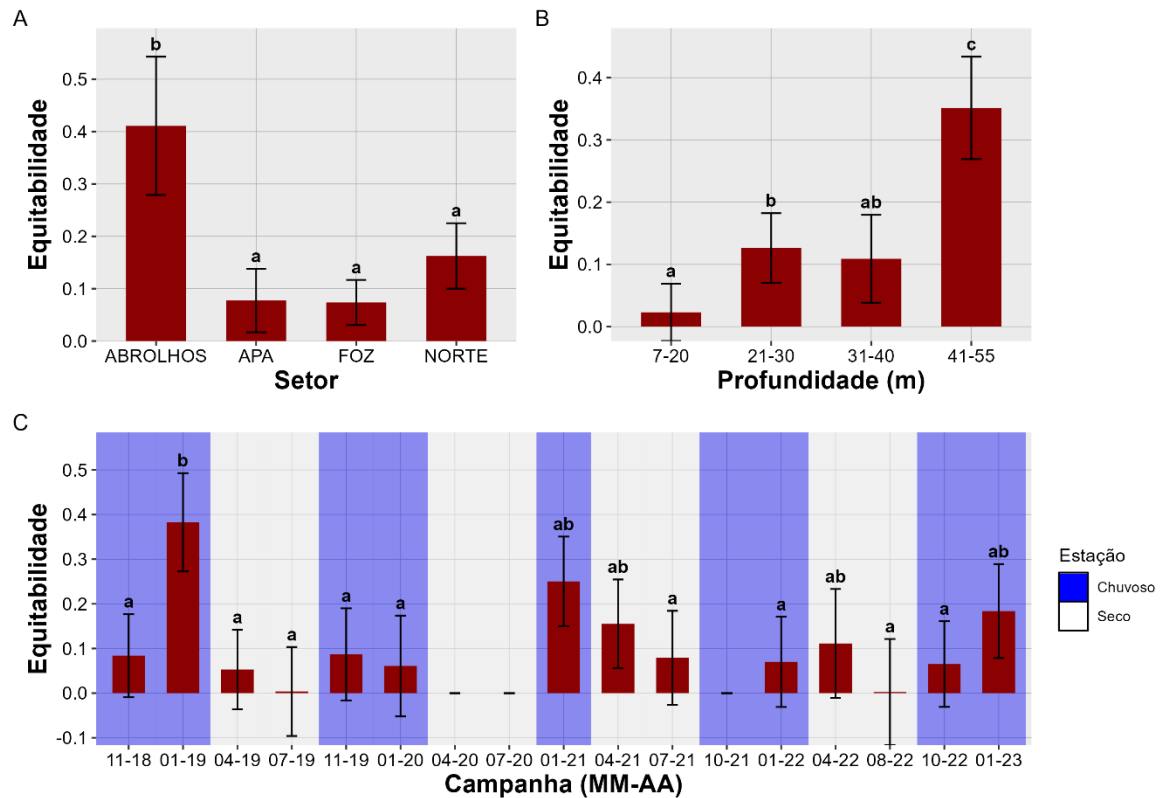 A
Equitabilidade
0.5
0.4
0.3
0.2
0.1
0.0
b
a
a
a
ABROLHOS APA FOZ NORTE
Setor
B
Equitabilidade
0.4
0.3
0.2
0.1
0.0
a
b
ab
c
7-20 21-30 31-40 41-55
Profundidade (m)
C
Equitabilidade
0.5
0.4
0.3
0.2
0.1
0.0
-0.1
a b a a a a ab ab a a ab a a ab
11-18 01-19 04-19 07-19 11-19 01-20 04-20 07-20 01-21 04-21 07-21 10-21 01-22 04-22 08-22 10-22 01-23
Campanha (MM-AA)
Estação
Chuvoso
Seco